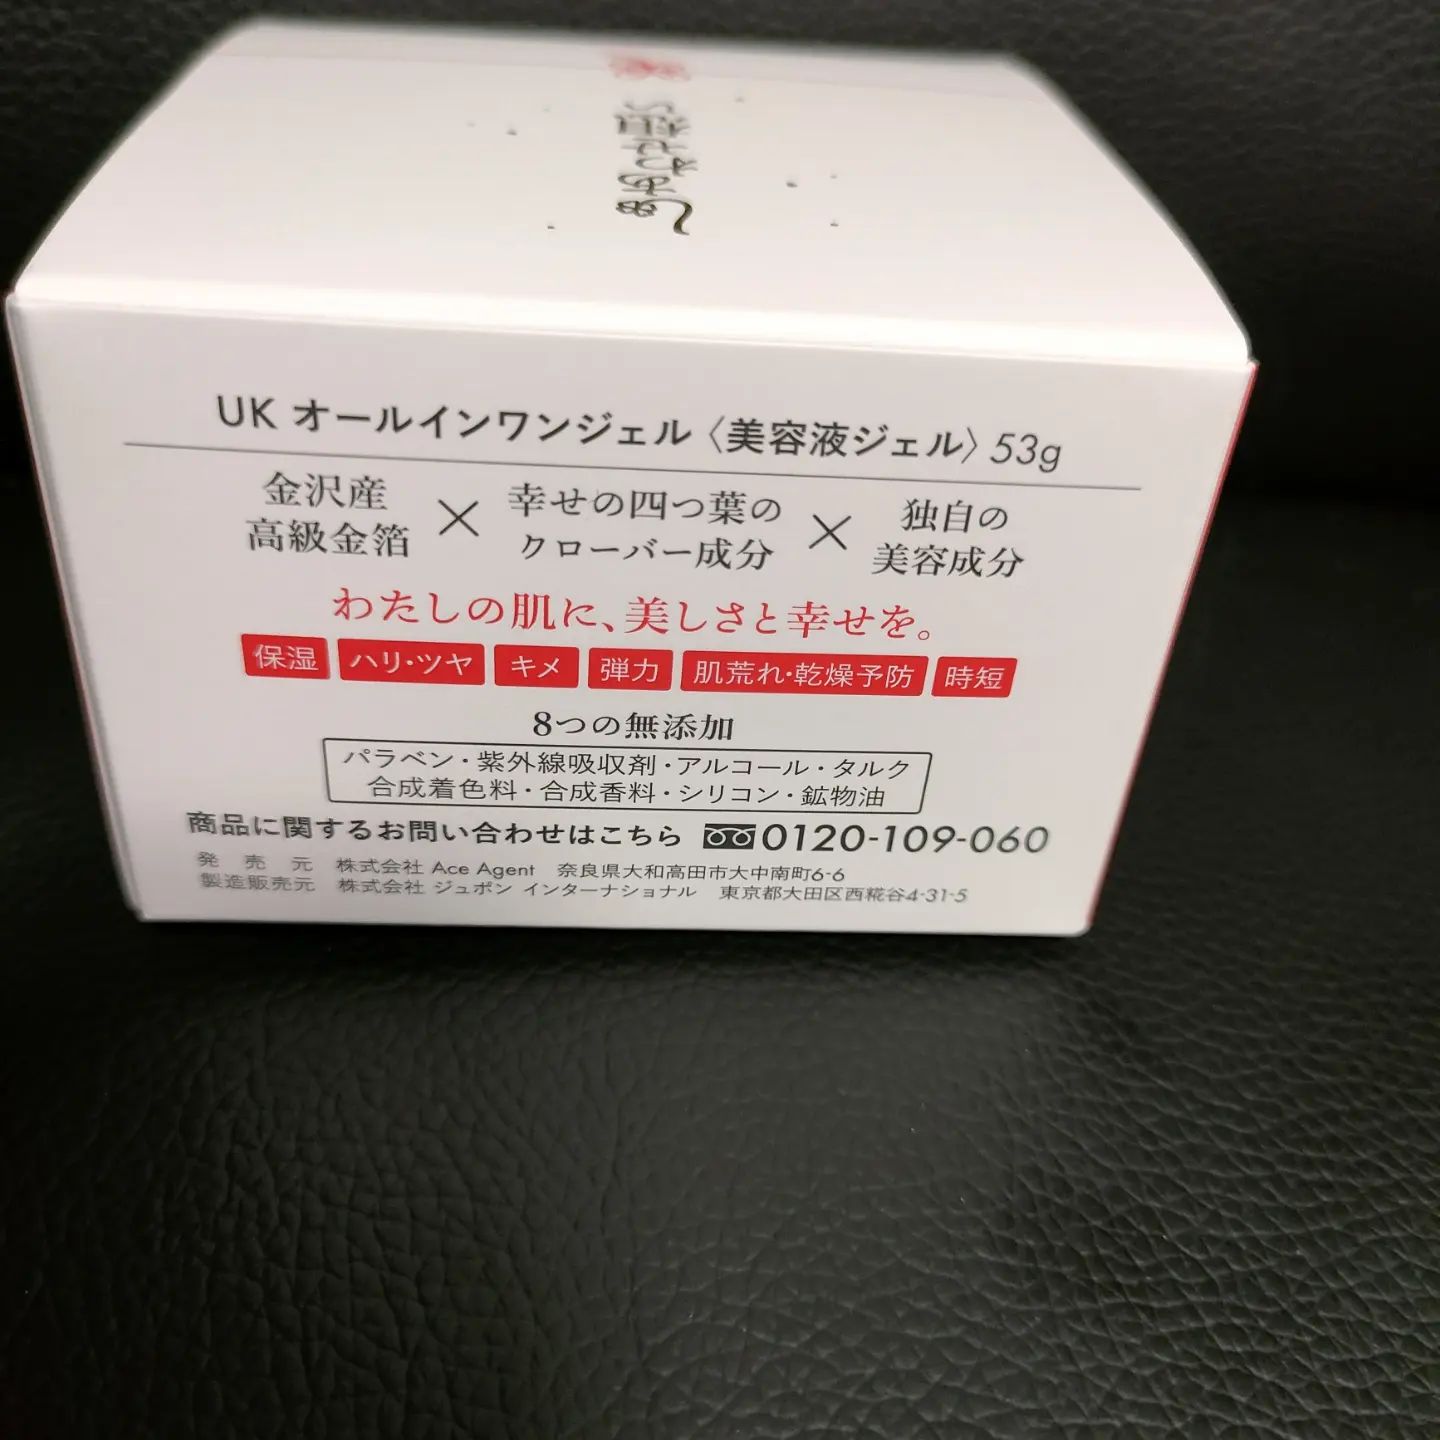 UK オールインワンジェル〈美容液ジェル〉53g
金沢産
高級金箔
×
幸せの四つ葉の
クローバー成分
×
独自の
美容成分
わたしの肌に、美しさと幸せを。
保湿 ハリ・ツヤ キメ 弾力 肌荒れ・乾燥予防 時短
8つの無添加
パラベン・紫外線吸収剤・アルコール・タルク
合成着色料・合成香料・シリコン・鉱物油
商品に関するお問い合わせはこちら 0120-109-060
発売元 株式会社 Ace Agent 奈良県大和高田市大中南町6-6
製造販売元 株式会社 ジュポン インターナショナル 東京都大田区西糀谷4-31-5